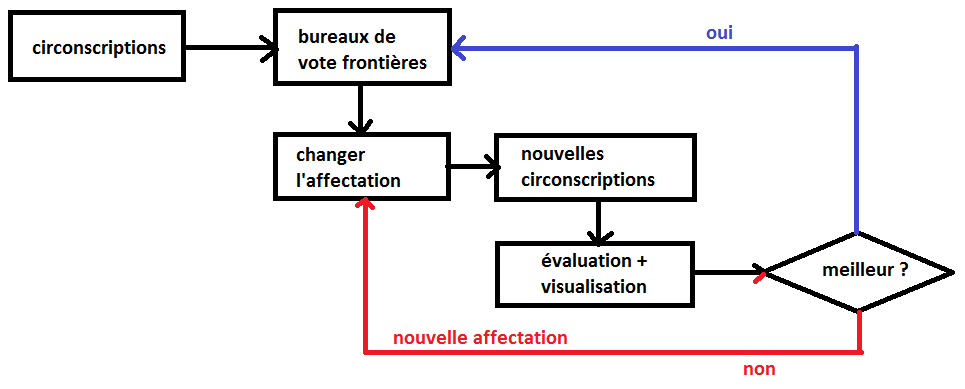 circonscriptions
bureaux de
vote frontières
oui
changer
l'affectation
nouvelles
circonscriptions
évaluation +
visualisation
meilleur ?
nouvelle affectation
non